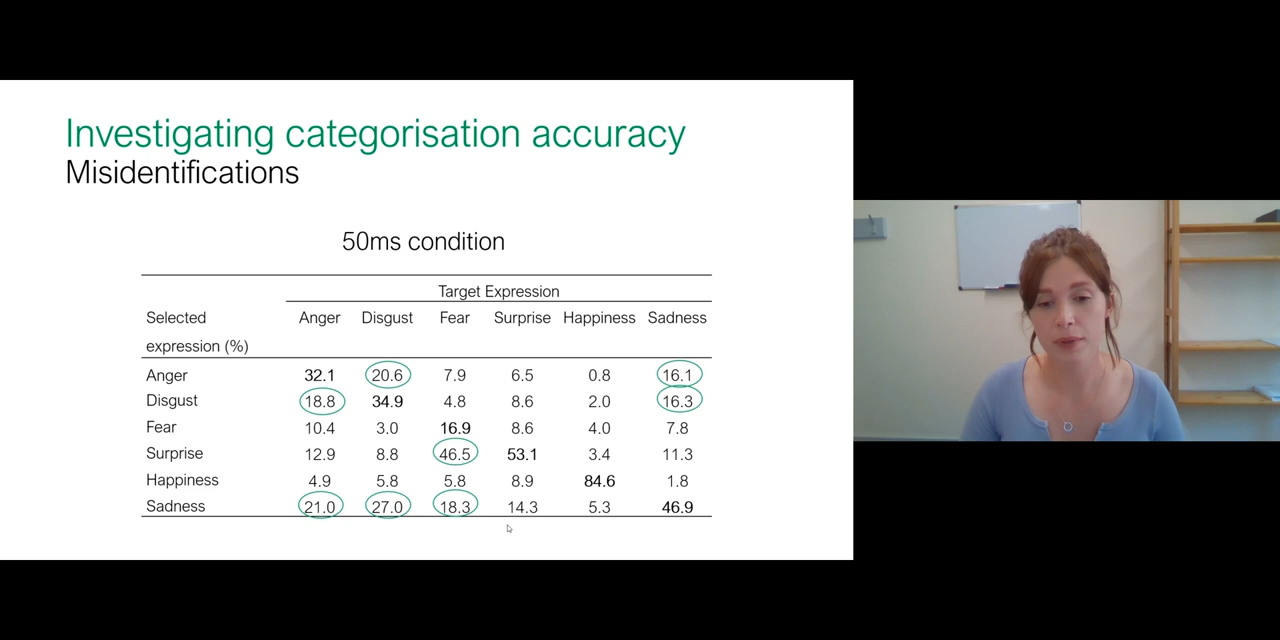 Investigating categorisation accuracy
Misidentifications
50ms condition
Target Expression
Selected Anger Disgust Fear Surprise Happiness Sadness
expression (%)
Anger 32.1 20.6 7.9 6.5 0.8 16.1
Disgust 18.8 34.9 4.8 8.6 2.0 16.3
Fear 10.4 3.0 16.9 8.6 4.0 7.8
Surprise 12.9 8.8 46.5 53.1 3.4 11.3
Happiness 4.9 5.8 5.8 8.9 84.6 1.8
Sadness 21.0 27.0 18.3 14.3 5.3 46.9